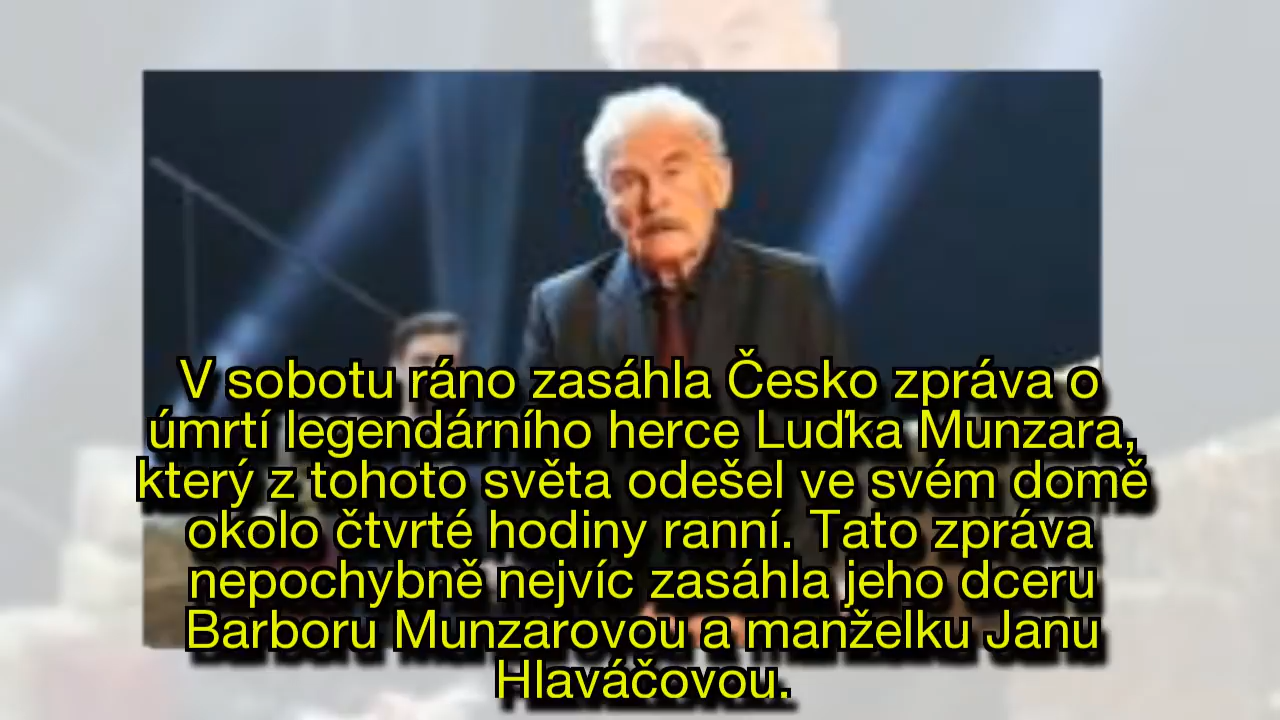 V sobotu ráno zasáhla Česko zpráva o
úmrtí legendárního herce Luďka Munzara,
který z tohoto světa odešel ve svém domě
okolo čtvrté hodiny ranní. Tato zpráva
nepochybně nejvíc zasáhla jeho dceru
Barboru Munzarovou a manželku Janu
Hlaváčovou.